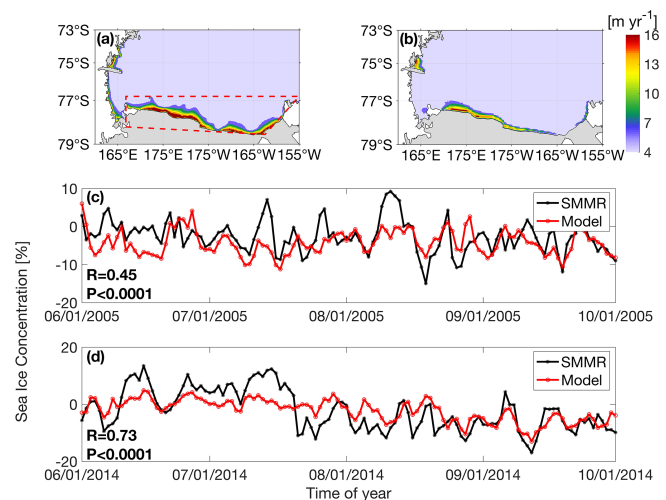 73°S (a) 73°S (b) [m yr⁻¹]
16
75°S 75°S 13
10
77°S 77°S
7
79°S 79°S 4
165°E 175°E 175°W 165°W 155°W 165°E 175°E 175°W 165°W 155°W
Sea Ice Concentration [%]
10 (c) SMMR
Model
0
-10
R=0.45
P<0.0001
-20
06/01/2005 07/01/2005 08/01/2005 09/01/2005 10/01/2005
20 (d) SMMR
Model
0
R=0.73
P<0.0001
-20
06/01/2014 07/01/2014 08/01/2014 09/01/2014 10/01/2014
Time of year